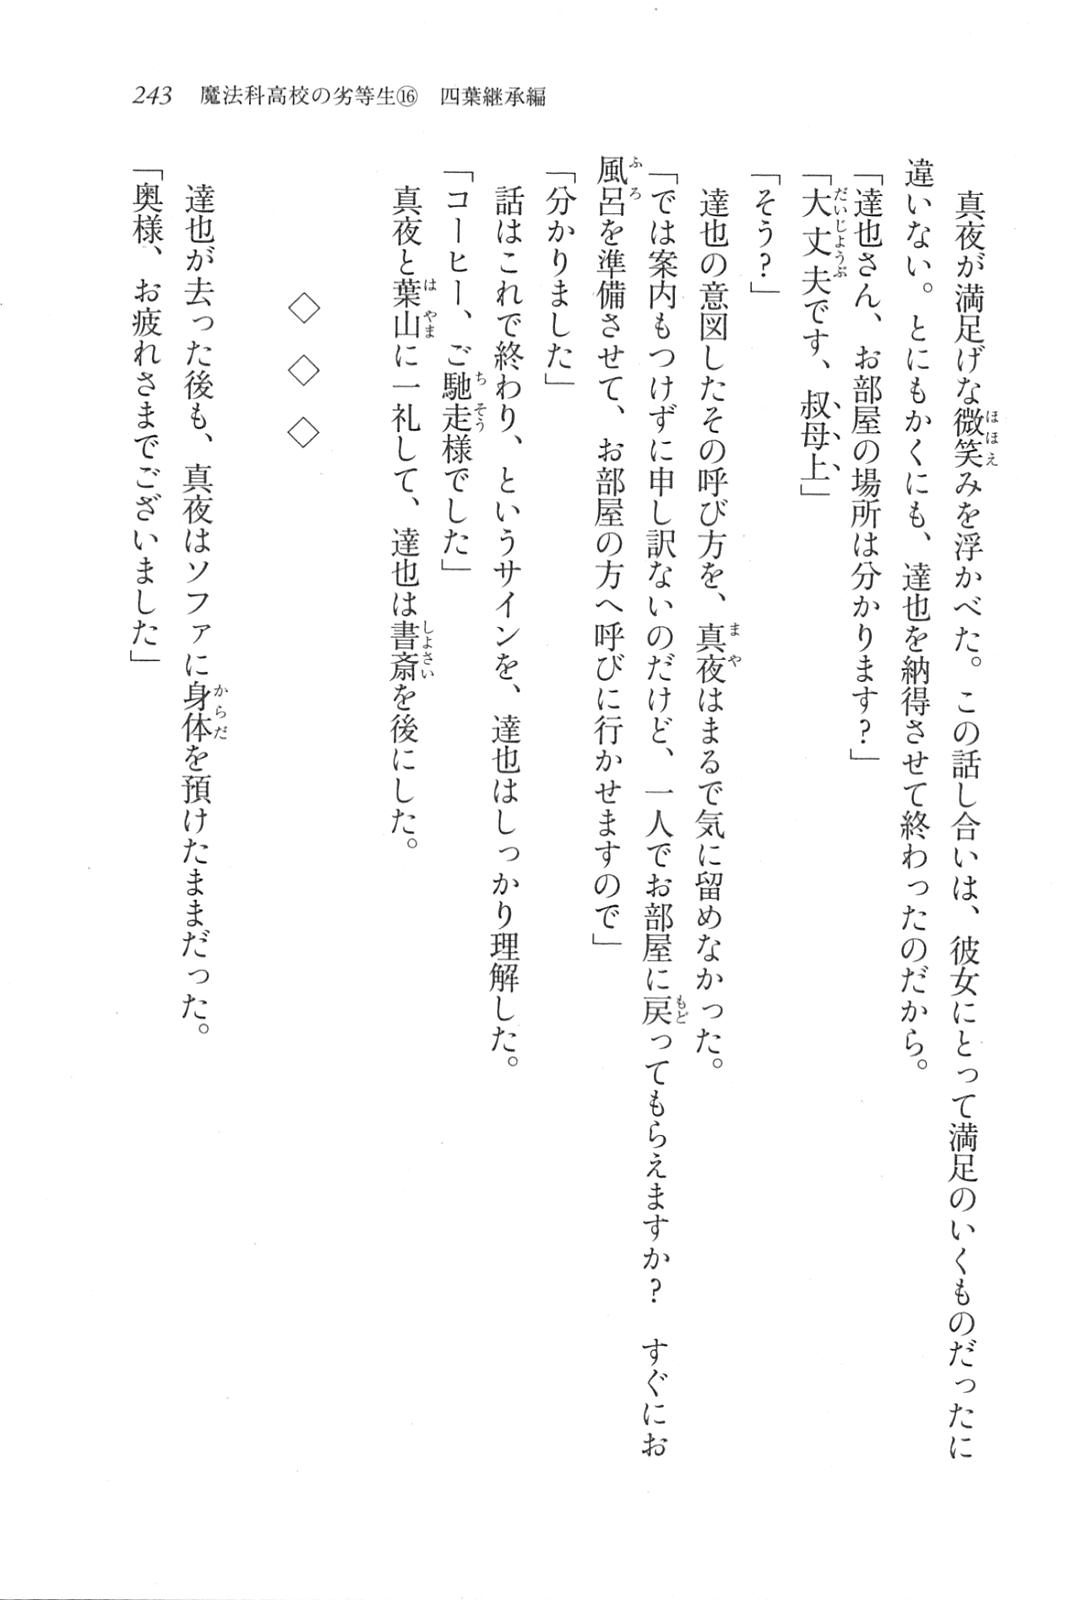 243 魔法科高校の劣等生⑯ 四葉継承編
真夜が満足げな微笑みを浮かべた。この話し合いは、彼女にとって満足のいくものだったに
違いない。とにもかくにも、達也を納得させて終わったのだから。
「達也さん、お部屋の場所は分かります？」
「大丈夫です、叔母上」
「そう？」
達也の意図したその呼び方を、真夜はまるで気に留めなかった。
「では案内もつけずに申し訳ないのだけど、一人でお部屋に戻ってもらえますか？　すぐにお
風呂を準備させて、お部屋の方へ呼びに行かせますので」
「分かりました」
話はこれで終わり、というサインを、達也はしっかり理解した。
「コーヒー、ご馳走様でした」
真夜と葉山に一礼して、達也は書斎を後にした。
◇　◇　◇
達也が去った後も、真夜はソファに身体を預けたままだった。
「奥様、お疲れさまでございました」